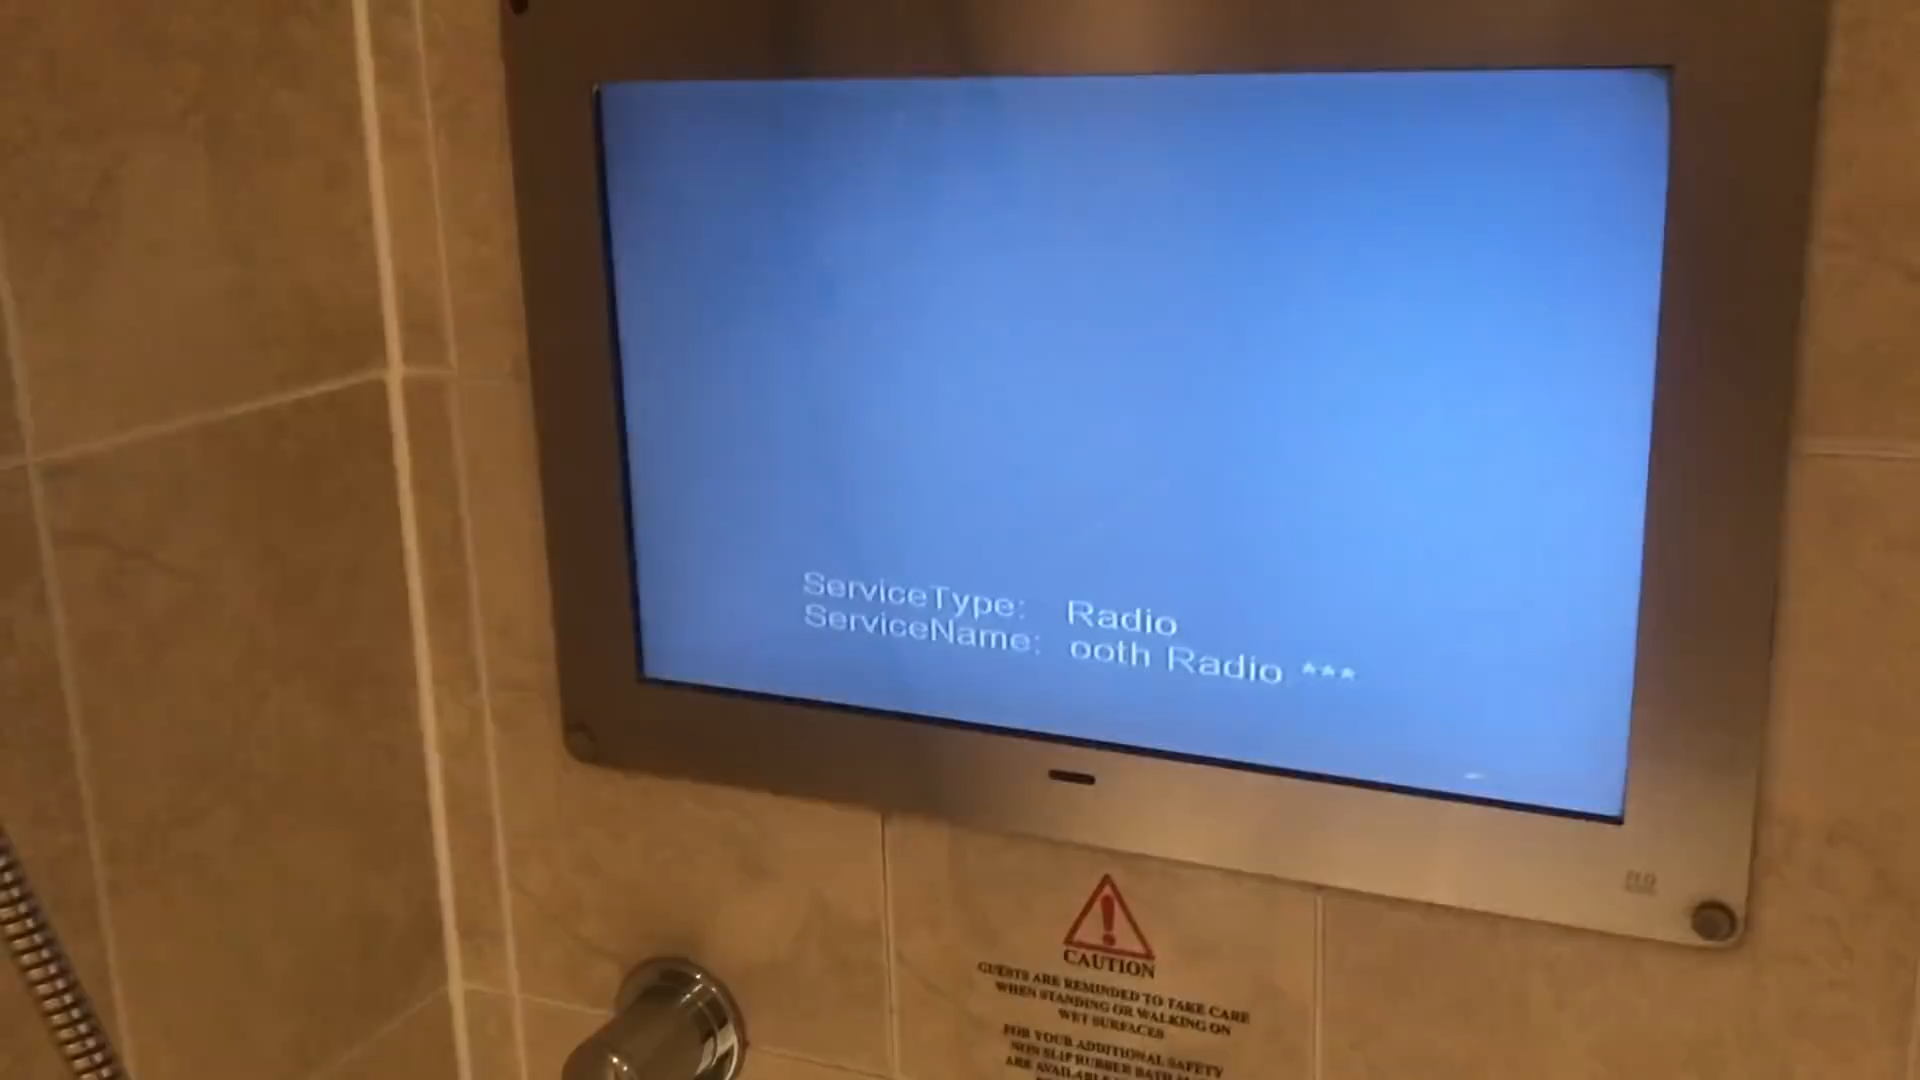 ServiceType: Radio
ServiceName: ooth Radio ***
CAUTION
GUESTS ARE REMINDED TO TAKE CARE
WHEN STANDING OR WALKING ON
WET SURFACES
FOR YOUR ADDITIONAL SAFETY
NON SLIP RUBBER BATH
ARE AVAILABLE